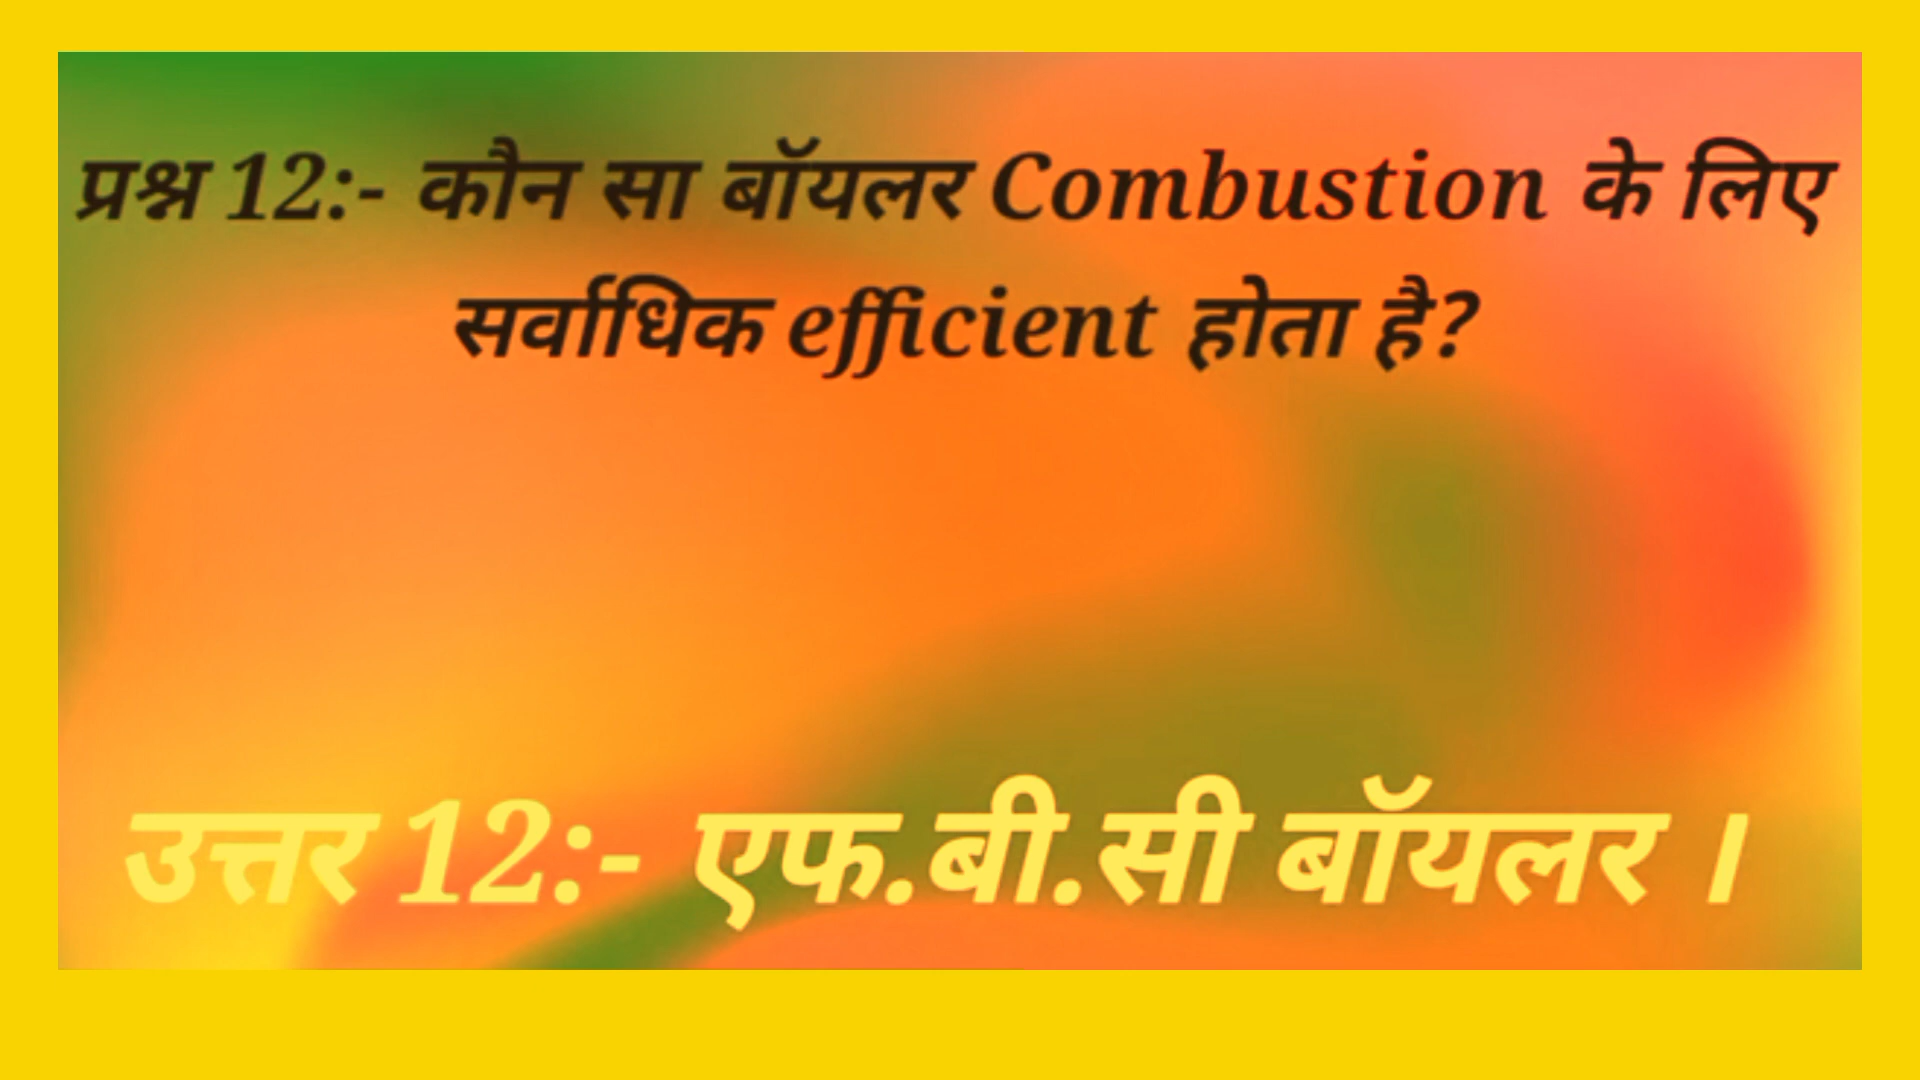 प्रश्न 12:- कौन सा बॉयलर Combustion के लिए
सर्वाधिक efficient होता है?
उत्तर 12:- एफ.बी.सी बॉयलर ।